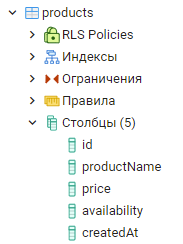 products
RLS Policies
Индексы
Ограничения
Правила
Столбцы (5)
id
productName
price
availability
createdAt